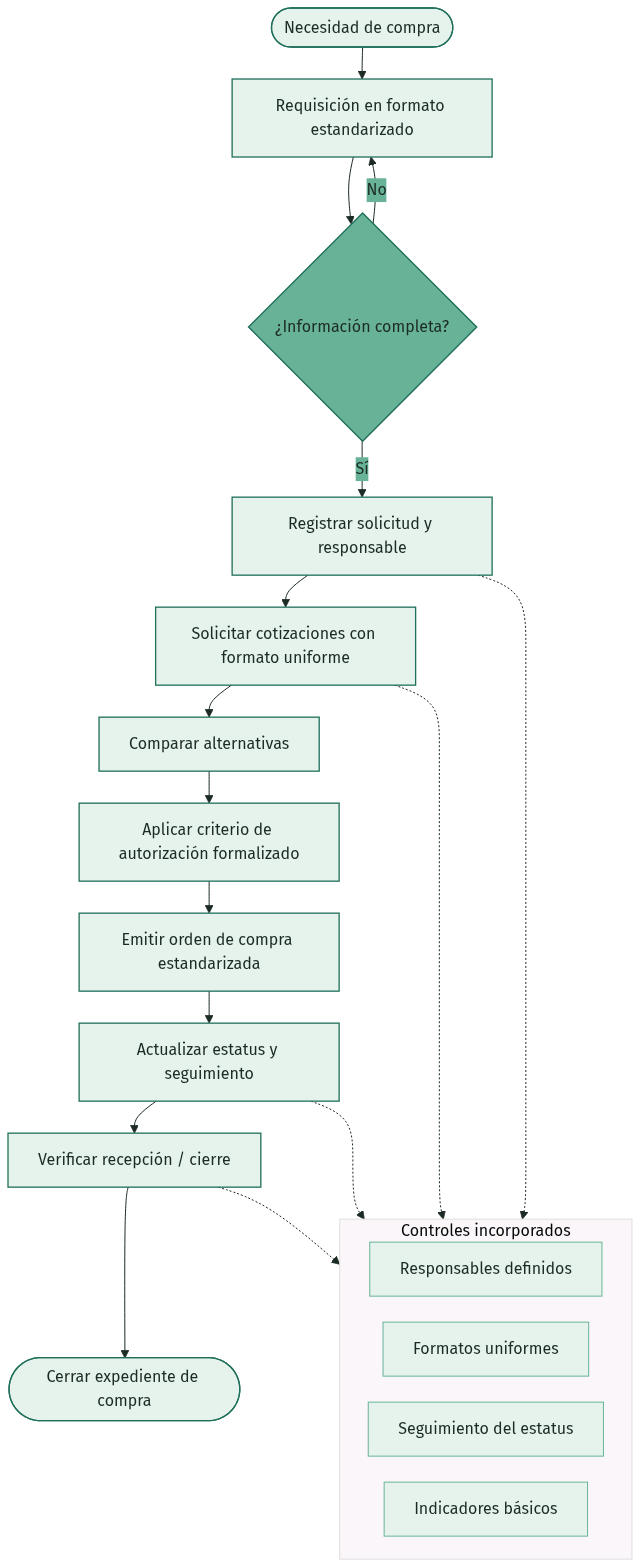 Necesidad de compra
Requisición en formato
estandarizado
No
¿Información completa?
Sí
Registrar solicitud y
responsable
Solicitar cotizaciones con
formato uniforme
Comparar alternativas
Aplicar criterio de
autorización formalizado
Emitir orden de compra
estandarizada
Actualizar estatus y
seguimiento
Verificar recepción / cierre
Cerrar expediente de
compra
Controles incorporados
Responsables definidos
Formatos uniformes
Seguimiento del estatus
Indicadores básicos